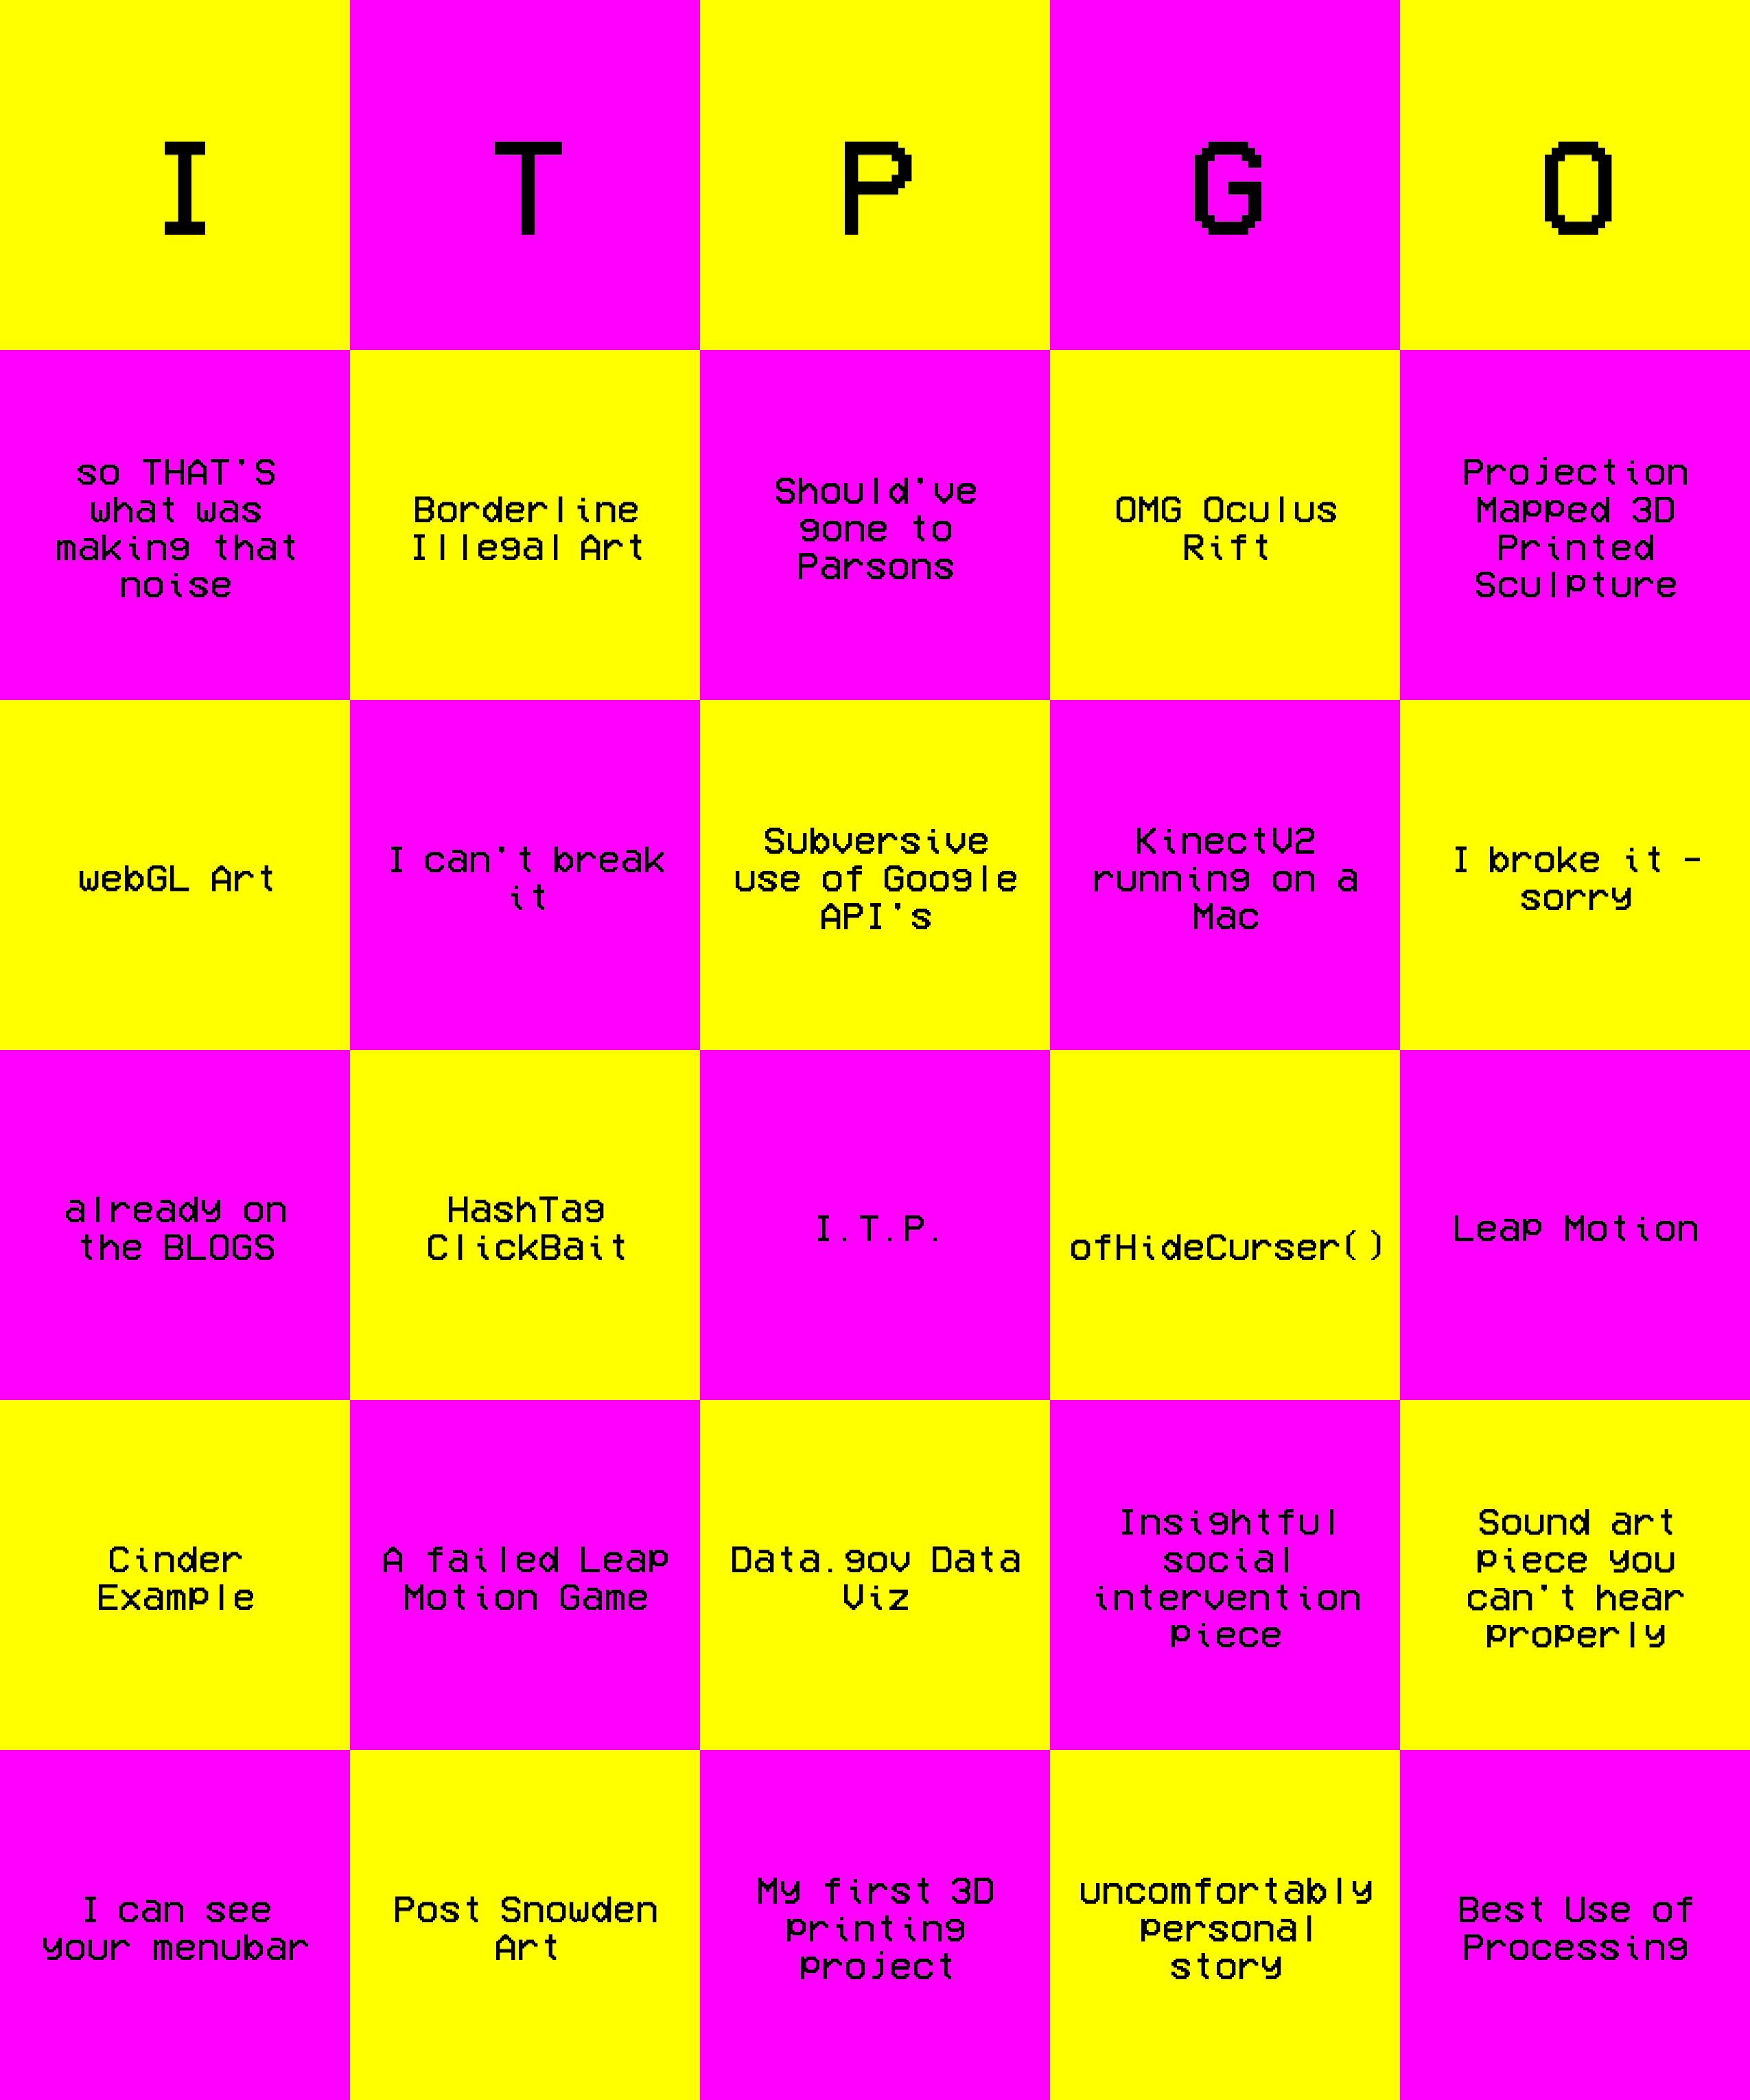 I T P G O
so THAT'S
what was
making that
noise
Borderline
Illegal Art
Should've
gone to
Parsons
OMG Oculus
Rift
Projection
Mapped 3D
Printed
Sculpture
webGL Art
I can't break
it
Subversive
use of Google
API's
KinectV2
running on a
Mac
I broke it -
sorry
already on
the BLOGS
HashTag
ClickBait
I.T.P.
ofHideCurser()
Leap Motion
Cinder
Example
A failed Leap
Motion Game
Data.gov Data
Viz
Insightful
social
intervention
piece
Sound art
piece you
can't hear
properly
I can see
your menubar
Post Snowden
Art
My first 3D
printing
project
uncomfortably
personal
story
Best Use of
Processing